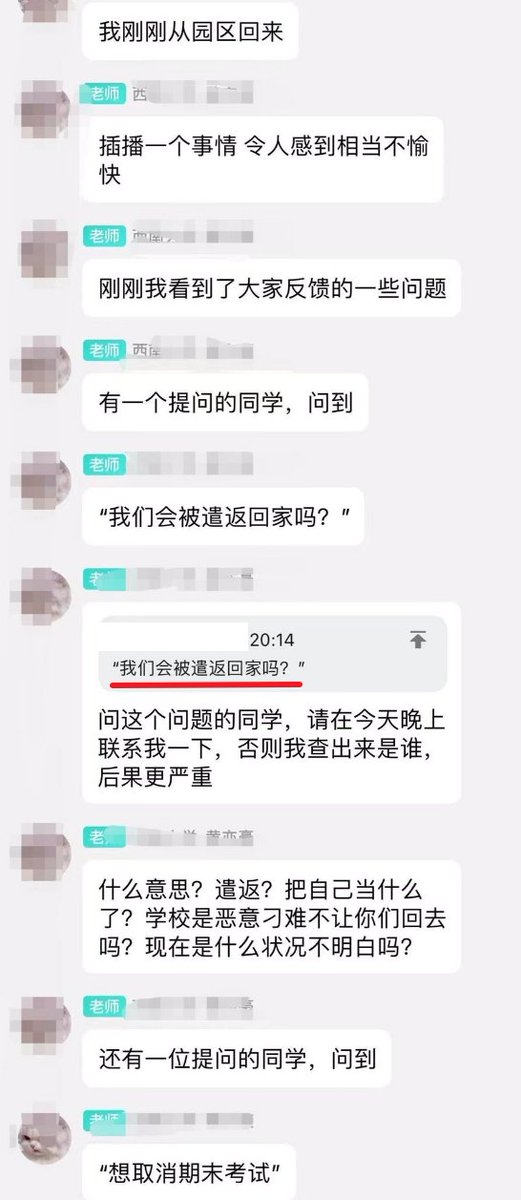 我刚刚从园区回来
老师 西
插播一个事情 令人感到相当不愉
快
老师
刚刚我看到了大家反馈的一些问题
老师 西南
有一个提问的同学，问到
老师
“我们会被遣返回家吗？”
老
20:14
“我们会被遣返回家吗？”
问这个问题的同学，请在今天晚上
联系我一下，否则我查出来是谁，
后果更严重
老
什么意思？遣返？把自己当什么
了？学校是恶意刁难不让你们回去
吗？现在是什么状况不明白吗？
老师
还有一位提问的同学，问到
老师
“想取消期末考试”